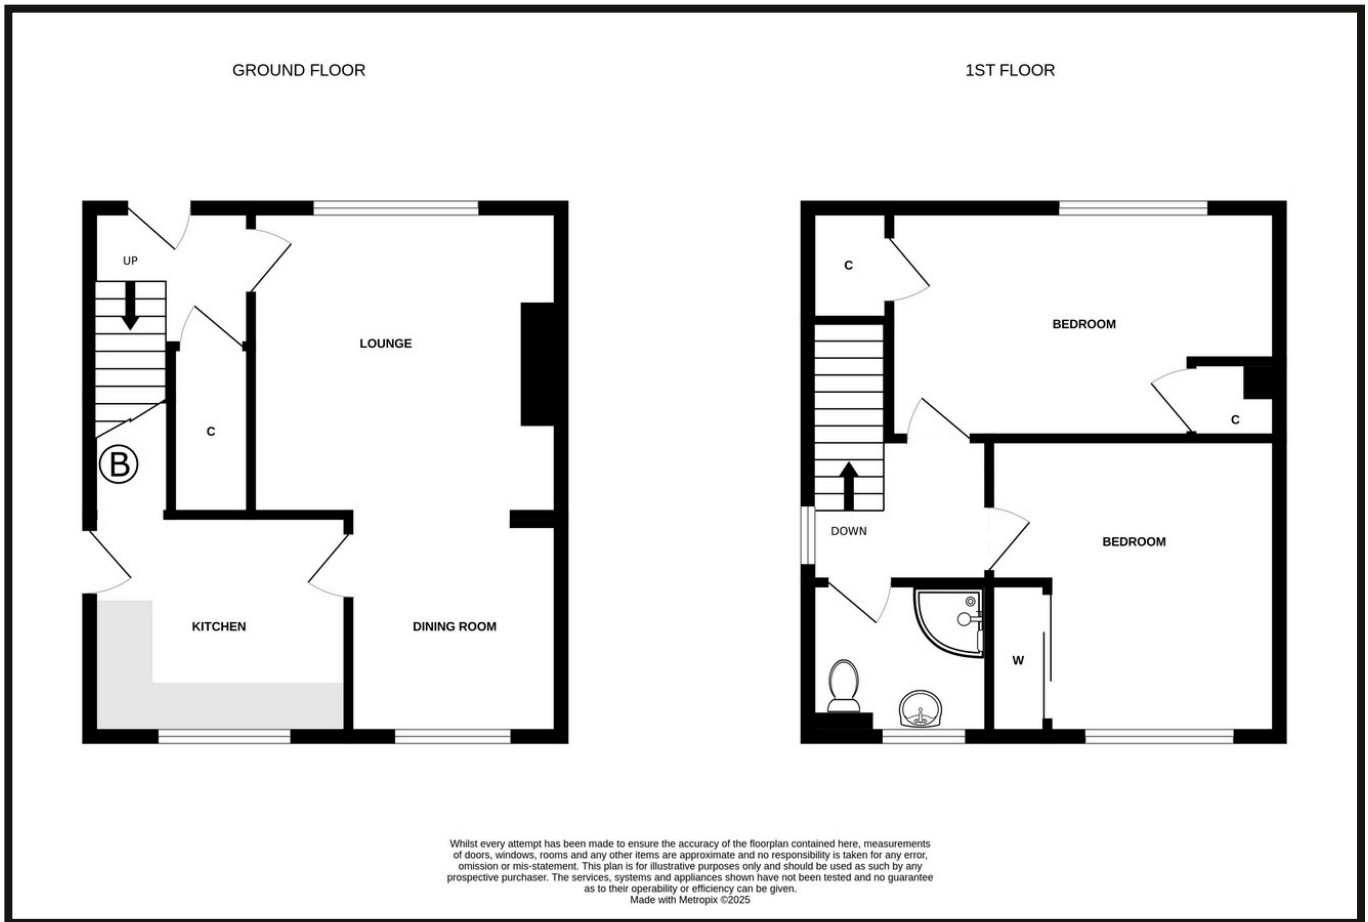 GROUND FLOOR
UP
LOUNGE
C
B
KITCHEN
DINING ROOM
1ST FLOOR
C
BEDROOM
C
DOWN
BEDROOM
W
Whilst every attempt has been made to ensure the accuracy of the floorplan contained here, measurements
of doors, windows, rooms and any other items are approximate and no responsibility is taken for any error,
omission or mis-statement. This plan is for illustrative purposes only and should be used as such by any
prospective purchaser. The services, systems and appliances shown have not been tested and no guarantee
as to their operability or efficiency can be given.
Made with Metropix ©2025